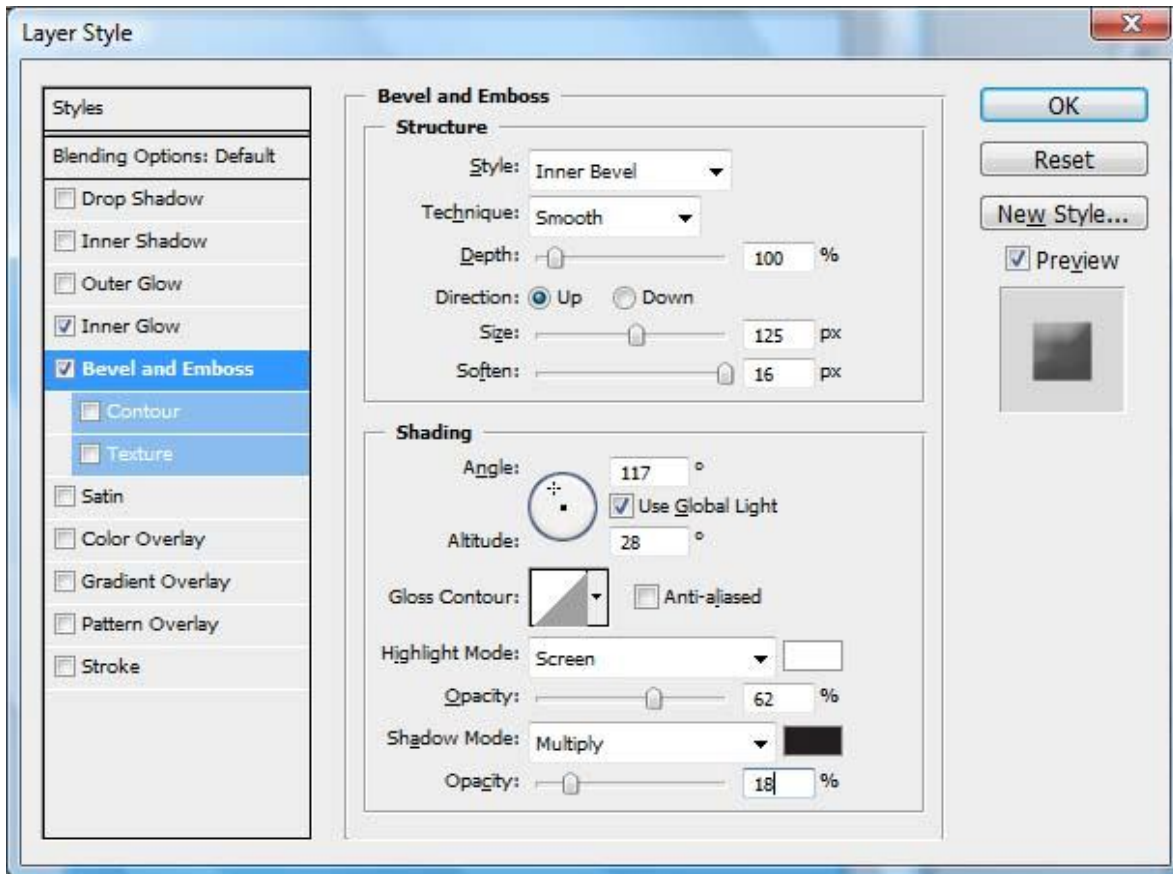 Layer Style
X
Styles
Blending Options: Default
Drop Shadow
Inner Shadow
Outer Glow
Inner Glow
Bevel and Emboss
Contour
Texture
Satin
Color Overlay
Gradient Overlay
Pattern Overlay
Stroke
Bevel and Emboss
Structure
Style: Inner Bevel
Technique: Smooth
Depth: 100 %
Direction: Up Down
Size: 125 px
Soften: 16 px
Shading
Angle: 117 °
Use Global Light
Altitude: 28 °
Gloss Contour: Anti-aliased
Highlight Mode: Screen
Opacity: 62 %
Shadow Mode: Multiply
Opacity: 18 %
OK
Reset
New Style...
Preview